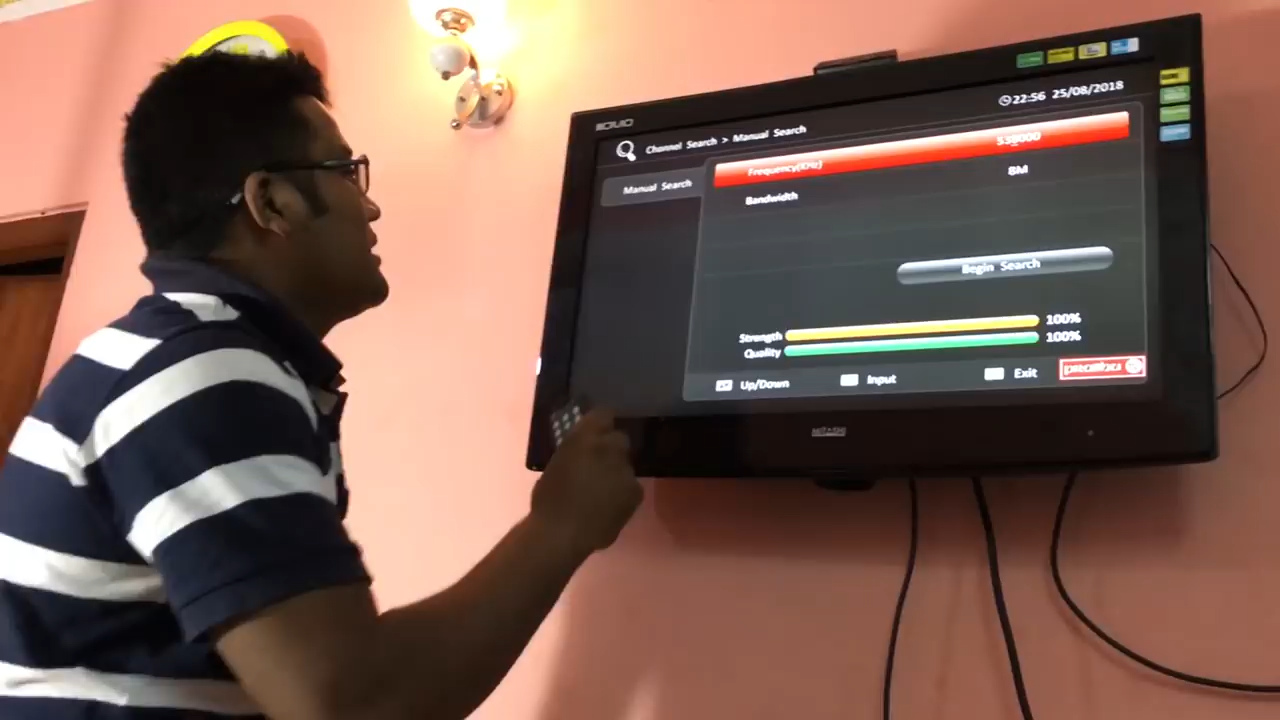 22:56 25/08/2018
Channel Search > Manual Search
Manual Search
Frequency(KHz)
Bandwidth
8M
Begin Search
Strength
100%
Quality
100%
Up/Down
Input
Exit